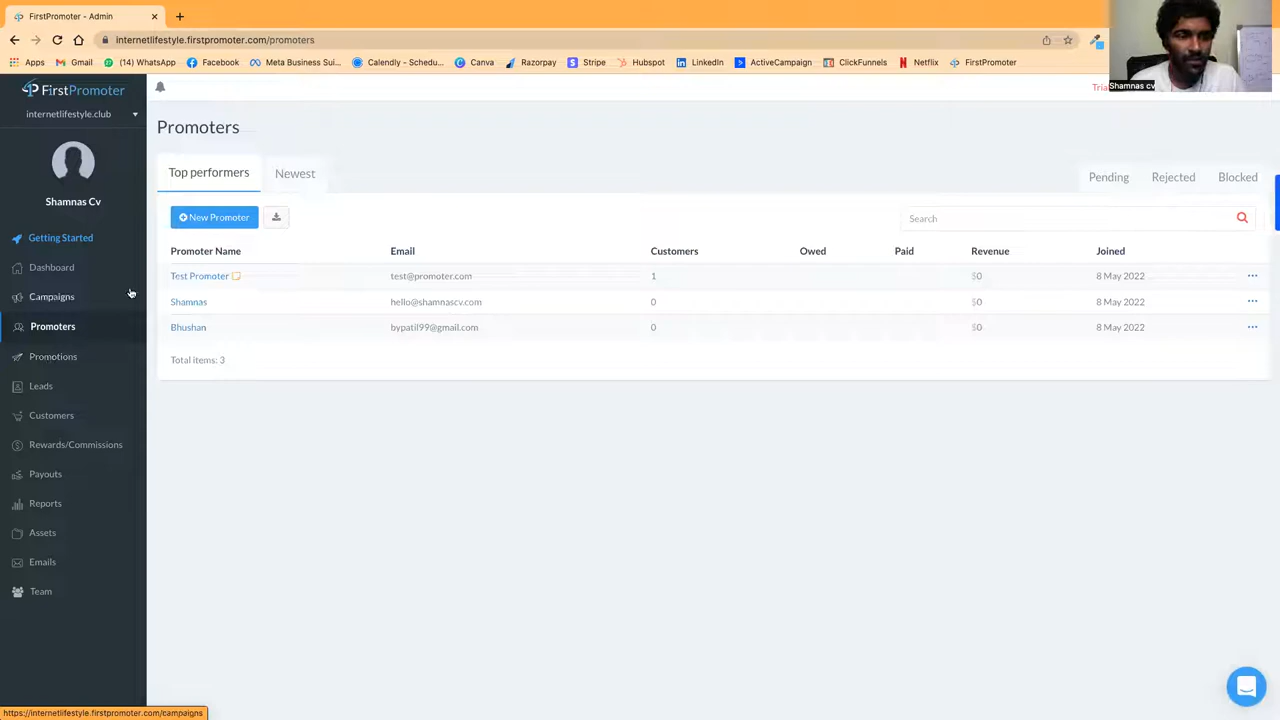 FirstPromoter - Admin
internetlifestyle.firstpromoter.com/promoters
Apps Gmail (14) WhatsApp Facebook Meta Business Sui... Calendly - Schedu... Canva Razorpay Stripe Hubspot LinkedIn ActiveCampaign ClickFunnels Netflix FirstPromoter
Shamnas cv
FirstPromoter
internetlifestyle.club
Shamnas Cv
Getting Started
Dashboard
Campaigns
Promoters
Promotions
Leads
Customers
Rewards/Commissions
Payouts
Reports
Assets
Emails
Team
Promoters
Top performers Newest Pending Rejected Blocked
New Promoter Search
Promoter Name Email Customers Owed Paid Revenue Joined
Test Promoter test@promoter.com 1 $0 8 May 2022
Shamnas hello@shamnascv.com 0 $0 8 May 2022
Bhushan bypatil99@gmail.com 0 $0 8 May 2022
Total items: 3
https://internetlifestyle.firstpromoter.com/campaigns